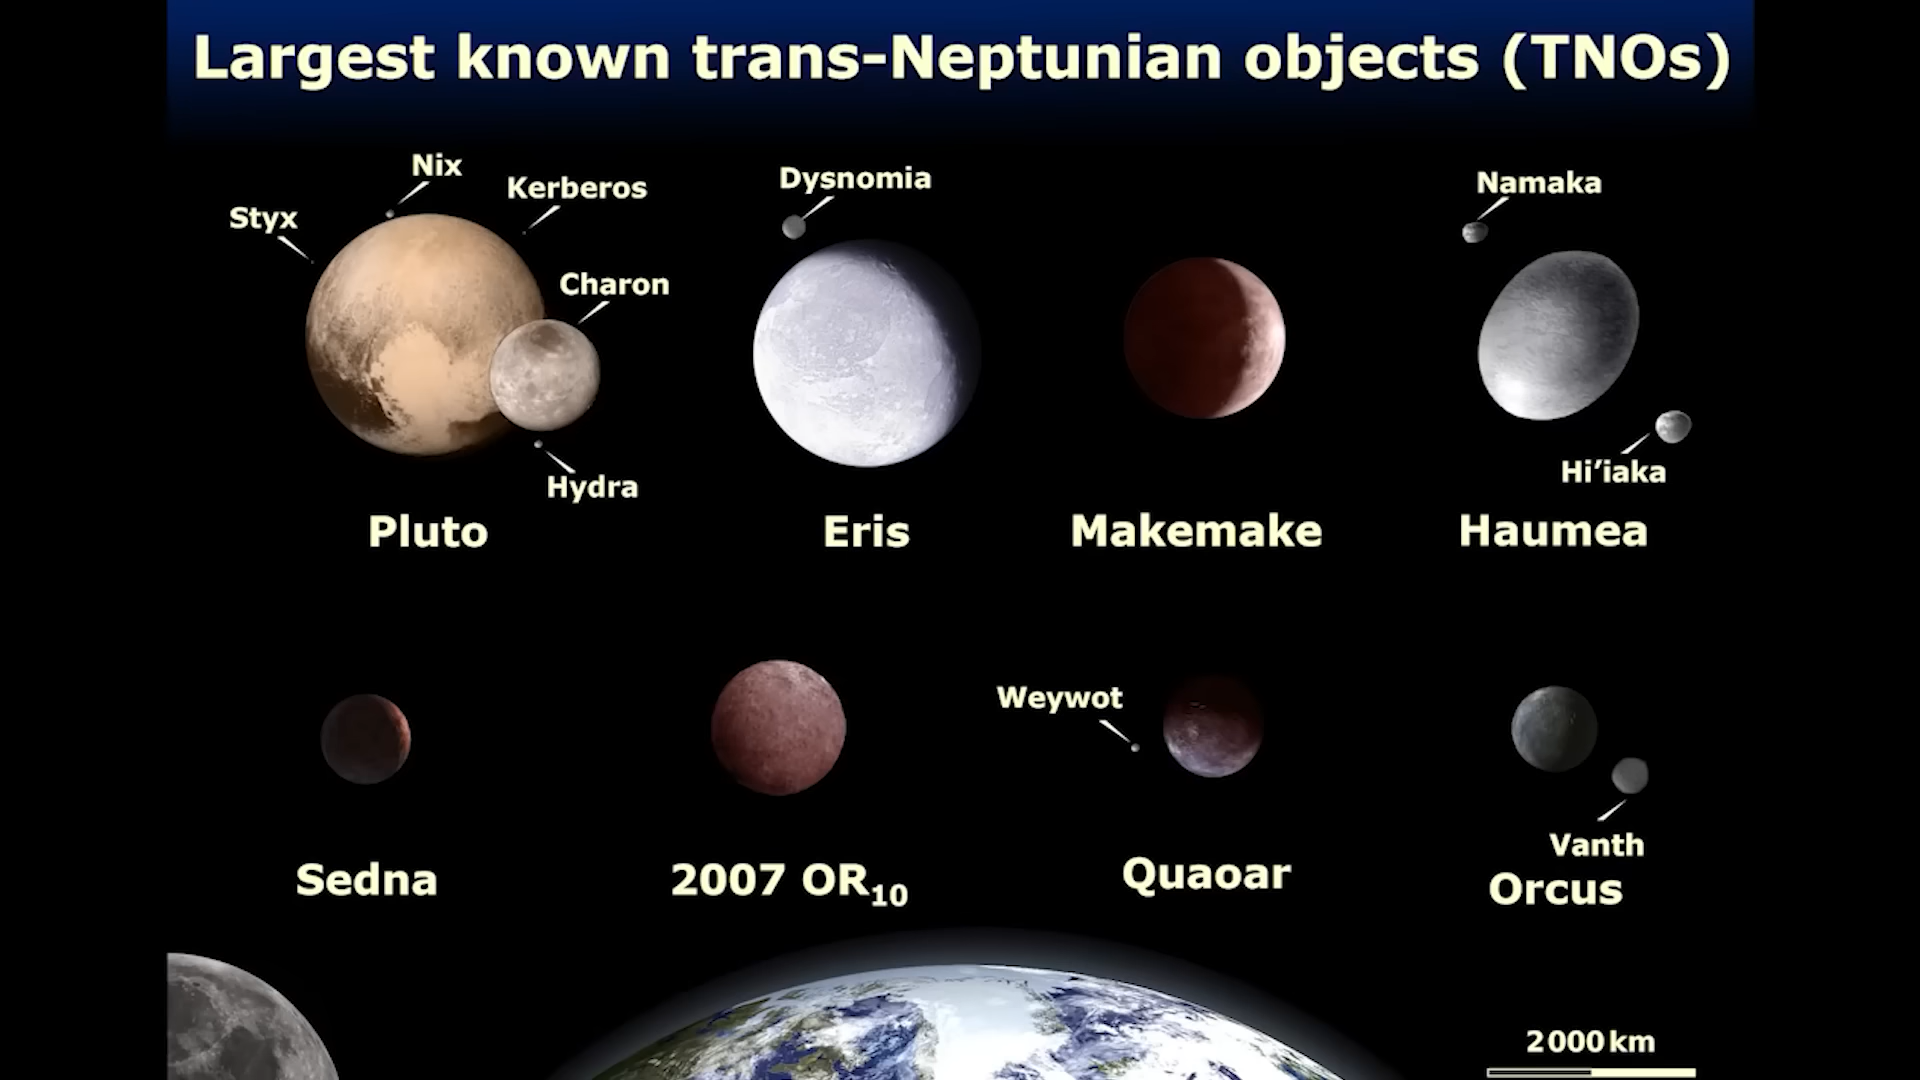 Largest known trans-Neptunian objects (TNOs)
Nix
Kerberos
Styx
Charon
Hydra
Pluto
Dysnomia
Eris
Makemake
Namaka
Hi’iaka
Haumea
Sedna
2007 OR₁₀
Weywot
Quaoar
Vanth
Orcus
2000 km